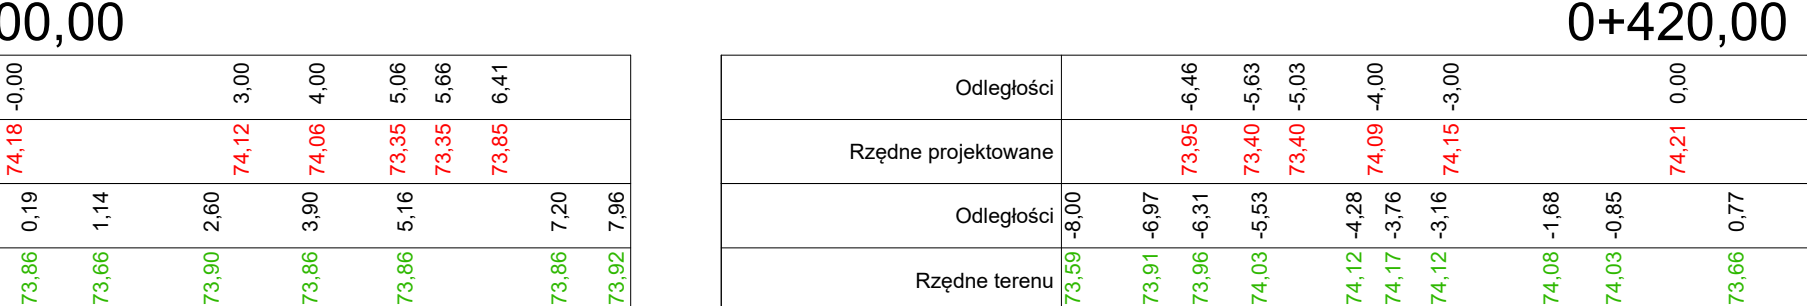 00,00
-0,00 3,00 4,00 5,06 5,66 6,41
74,18 74,12 74,06 73,35 73,35 73,85
0,19 1,14 2,60 3,90 5,16 7,20 7,96
73,86 73,66 73,90 73,86 73,86 73,86 73,92
0+420,00
Odległości -6,46 -5,63 -5,03 -4,00 -3,00 0,00
Rzędne projektowane 73,95 73,40 73,40 74,09 74,15 74,21
Odległości -8,00 -6,97 -6,31 -5,53 -4,28 -3,76 -3,16 -1,68 -0,85 0,77
Rzędne terenu 73,59 73,91 73,96 74,03 74,12 74,17 74,12 74,08 74,03 73,66